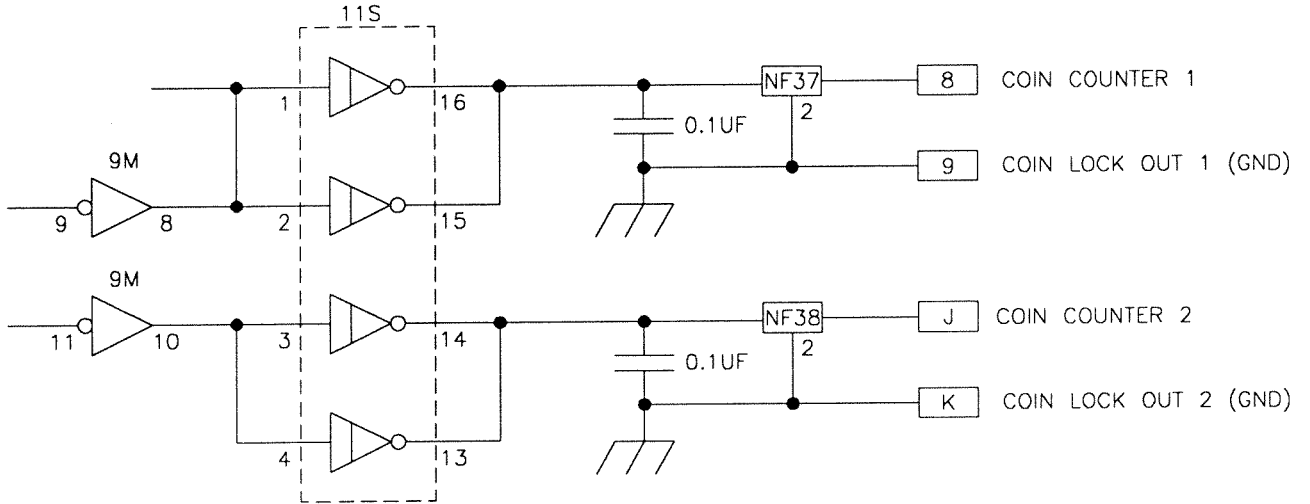 11S
1
16
NF37
2
8
COIN COUNTER 1
0.1UF
9M
9
8
2
15
9
COIN LOCK OUT 1 (GND)
9M
11
10
3
14
NF38
2
J
COIN COUNTER 2
0.1UF
4
13
K
COIN LOCK OUT 2 (GND)